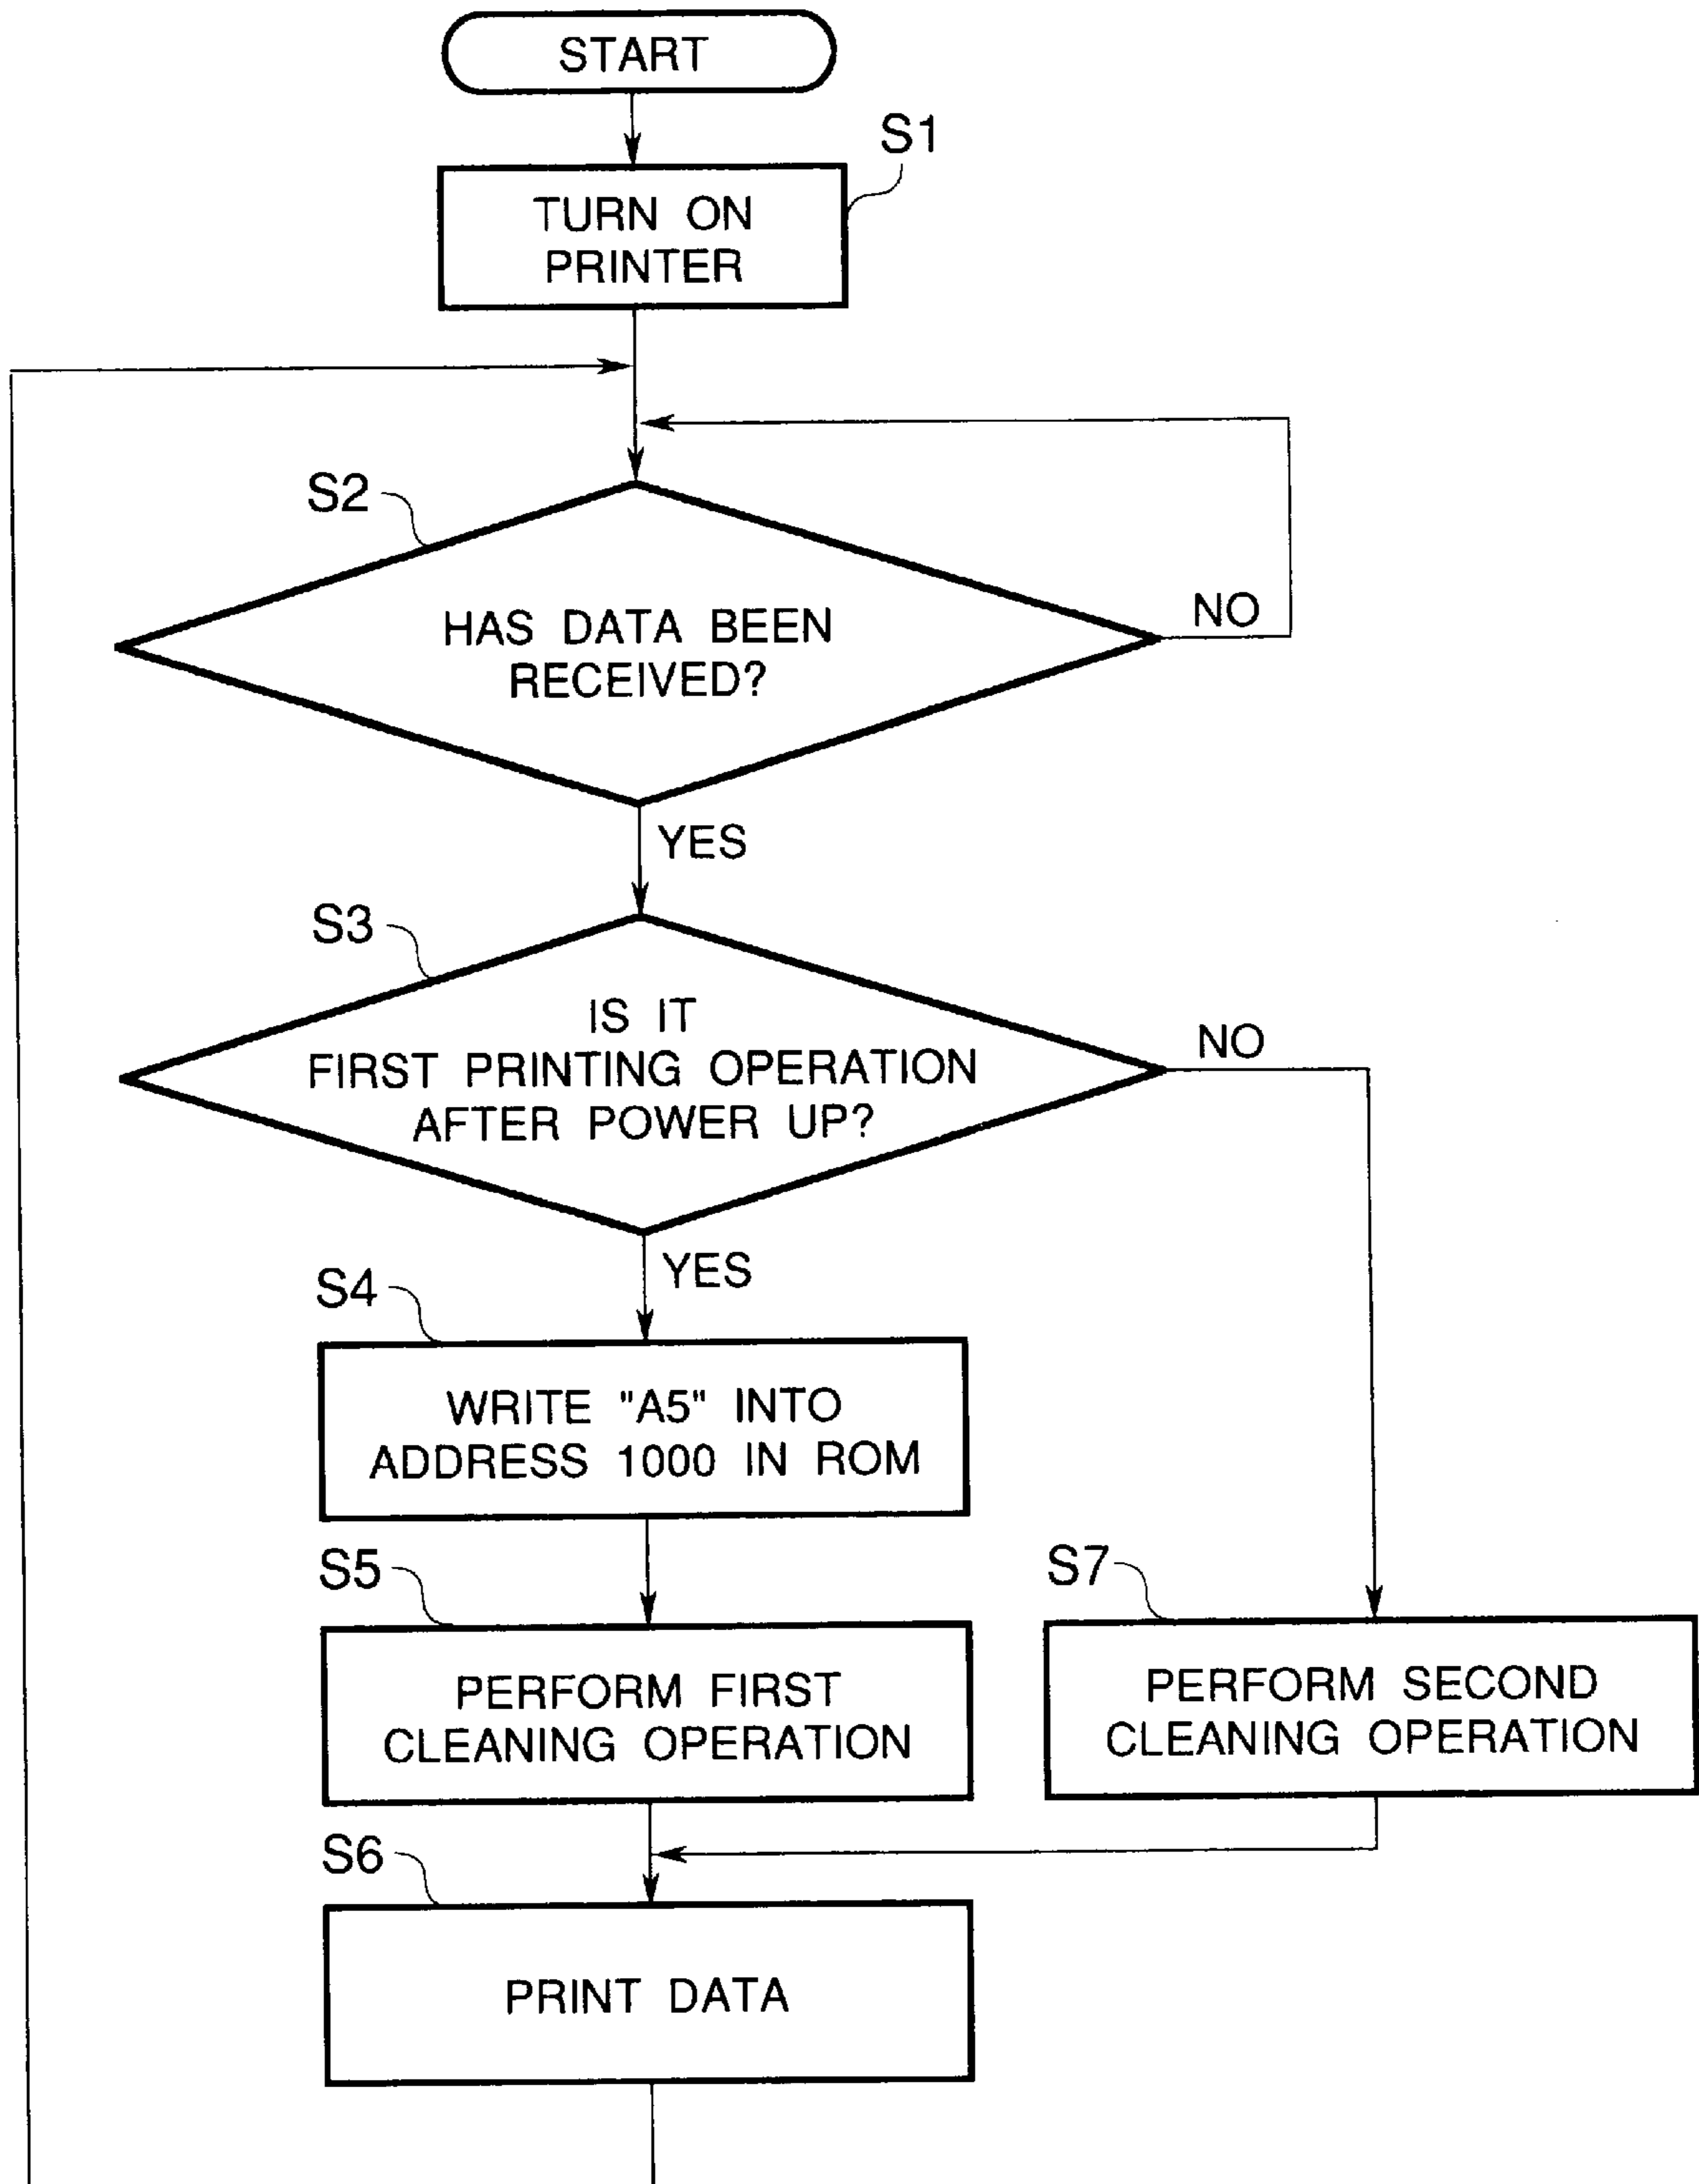 START
S1
TURN ON
PRINTER
S2
HAS DATA BEEN
RECEIVED?
NO
YES
S3
IS IT
FIRST PRINTING OPERATION
AFTER POWER UP?
NO
YES
S4
WRITE "A5" INTO
ADDRESS 1000 IN ROM
S5
PERFORM FIRST
CLEANING OPERATION
S7
PERFORM SECOND
CLEANING OPERATION
S6
PRINT DATA